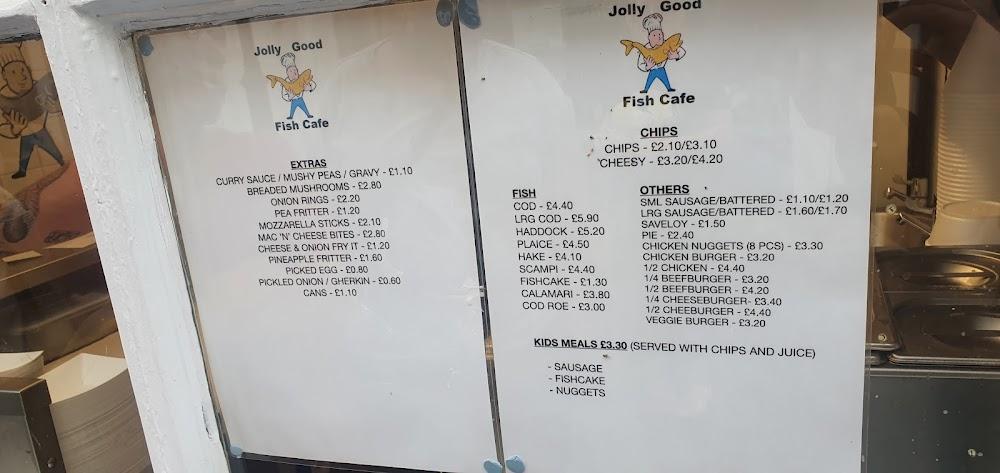 Jolly Good
Fish Cafe
EXTRAS
CURRY SAUCE / MUSHY PEAS / GRAVY - £1.10
BREADED MUSHROOMS - £2.80
ONION RINGS - £2.20
PEA FRITTER - £1.20
MOZZARELLA STICKS - £2.10
MAC 'N' CHEESE BITES - £2.80
CHEESE & ONION FRY IT - £1.20
PINEAPPLE FRITTER - £1.60
PICKED EGG - £0.80
PICKLED ONION / GHERKIN - £0.60
CANS - £1.10
Jolly Good
Fish Cafe
CHIPS
CHIPS - £2.10/£3.10
CHEESY - £3.20/£4.20
FISH
COD - £4.40
LRG COD - £5.90
HADDOCK - £5.20
PLAICE - £4.50
HAKE - £4.10
SCAMPI - £4.40
FISHCAKE - £1.30
CALAMARI - £3.80
COD ROE - £3.00
OTHERS
SML SAUSAGE/BATTERED - £1.10/£1.20
LRG SAUSAGE/BATTERED - £1.60/£1.70
SAVELOY - £1.50
PIE - £2.40
CHICKEN NUGGETS (8 PCS) - £3.30
CHICKEN BURGER - £3.20
1/2 CHICKEN - £4.40
1/4 BEEFBURGER - £3.20
1/2 BEEFBURGER - £4.20
1/4 CHEESEBURGER- £3.40
1/2 CHEEBURGER - £4.40
VEGGIE BURGER - £3.20
KIDS MEALS £3.30 (SERVED WITH CHIPS AND JUICE)
- SAUSAGE
- FISHCAKE
- NUGGETS